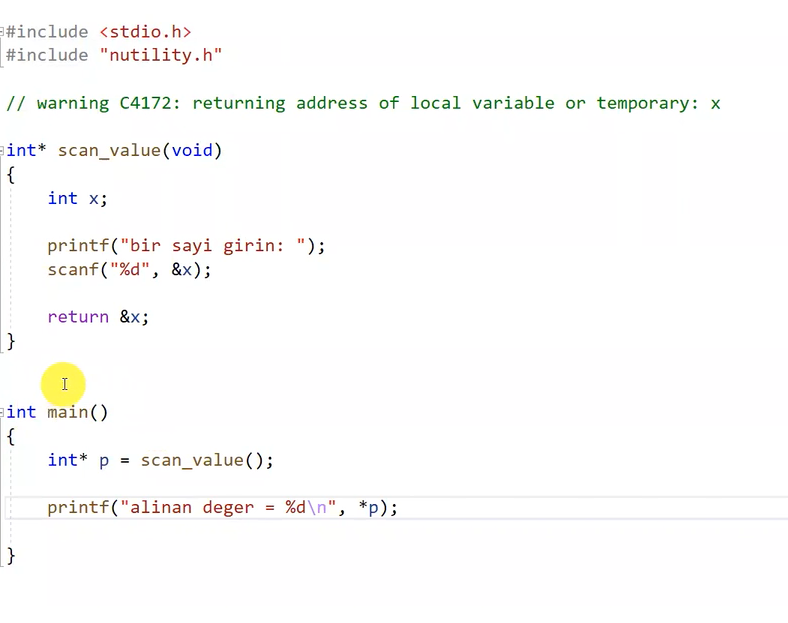 #include <stdio.h>
#include "nutility.h"
// warning C4172: returning address of local variable or temporary: x
int* scan_value(void)
{
int x;
printf("bir sayi girin: ");
scanf("%d", &x);
return &x;
}
int main()
{
int* p = scan_value();
printf("alinan deger = %d\n", *p);
}